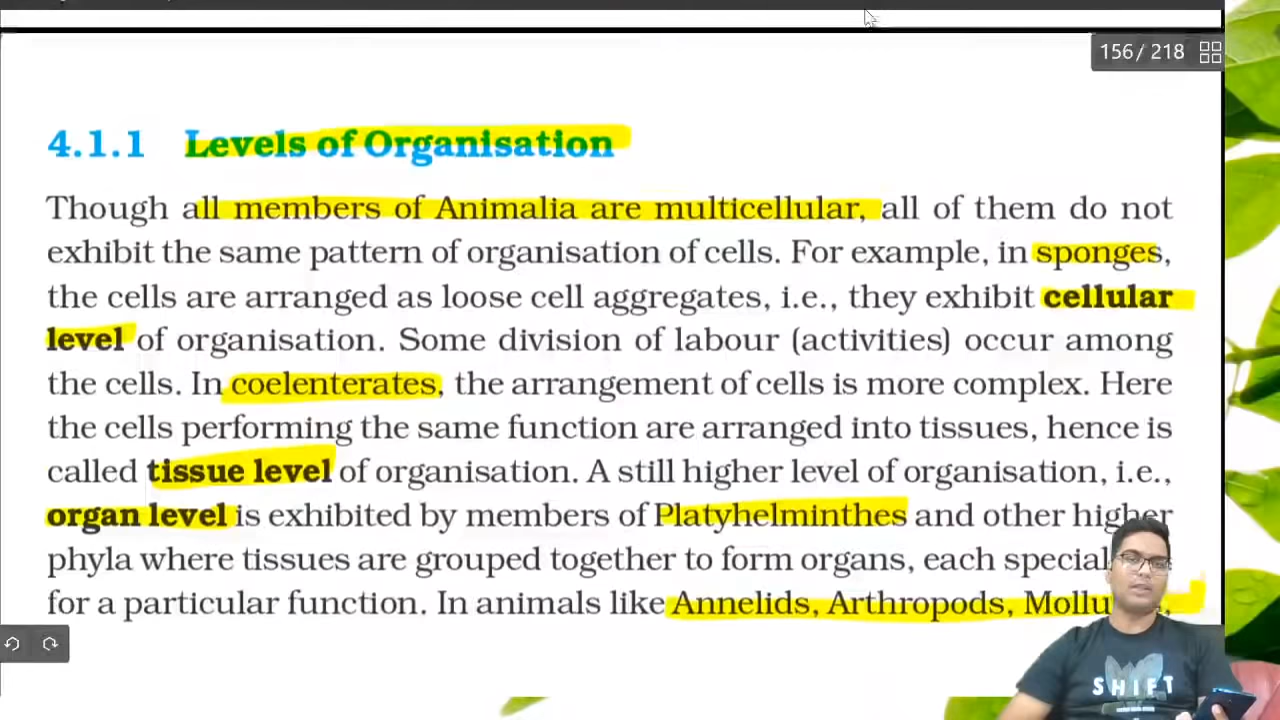 156 / 218
4.1.1 Levels of Organisation
Though all members of Animalia are multicellular, all of them do not
exhibit the same pattern of organisation of cells. For example, in sponges,
the cells are arranged as loose cell aggregates, i.e., they exhibit cellular
level of organisation. Some division of labour (activities) occur among
the cells. In coelenterates, the arrangement of cells is more complex. Here
the cells performing the same function are arranged into tissues, hence is
called tissue level of organisation. A still higher level of organisation, i.e.,
organ level is exhibited by members of Platyhelminthes and other higher
phyla where tissues are grouped together to form organs, each
for a particular function. In animals like Annelids, Arthropods,
SHIFT